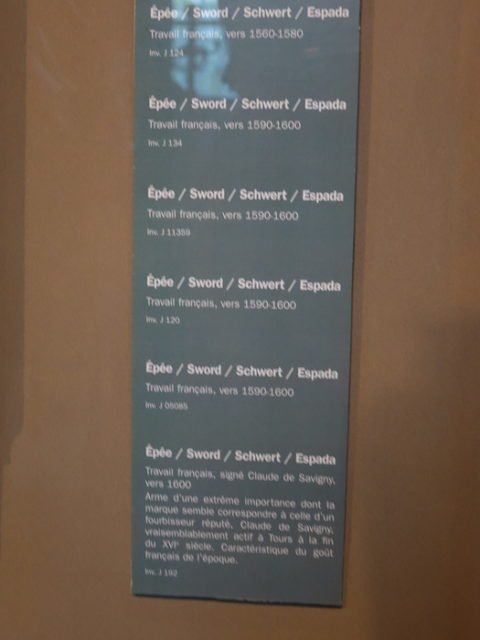 Épée / Sword / Schwert / Espada
Travail français, vers 1560-1580
Inv. J 124
Épée / Sword / Schwert / Espada
Travail français, vers 1590-1600
Inv. J 134
Épée / Sword / Schwert / Espada
Travail français, vers 1590-1600
Inv. J 11359
Épée / Sword / Schwert / Espada
Travail français, vers 1590-1600
Inv. J 120
Épée / Sword / Schwert / Espada
Travail français, vers 1590-1600
Inv. J 05085
Épée / Sword / Schwert / Espada
Travail français, signé Claude de Savigny,
vers 1600
Arme d'une extrême importance dont la
marque semble correspondre à celle d'un
fourbisseur réputé, Claude de Savigny,
vraisemblablement actif à Tours à la fin
du XVIe siècle. Caractéristique du goût
français de l'époque.
Inv. J 192